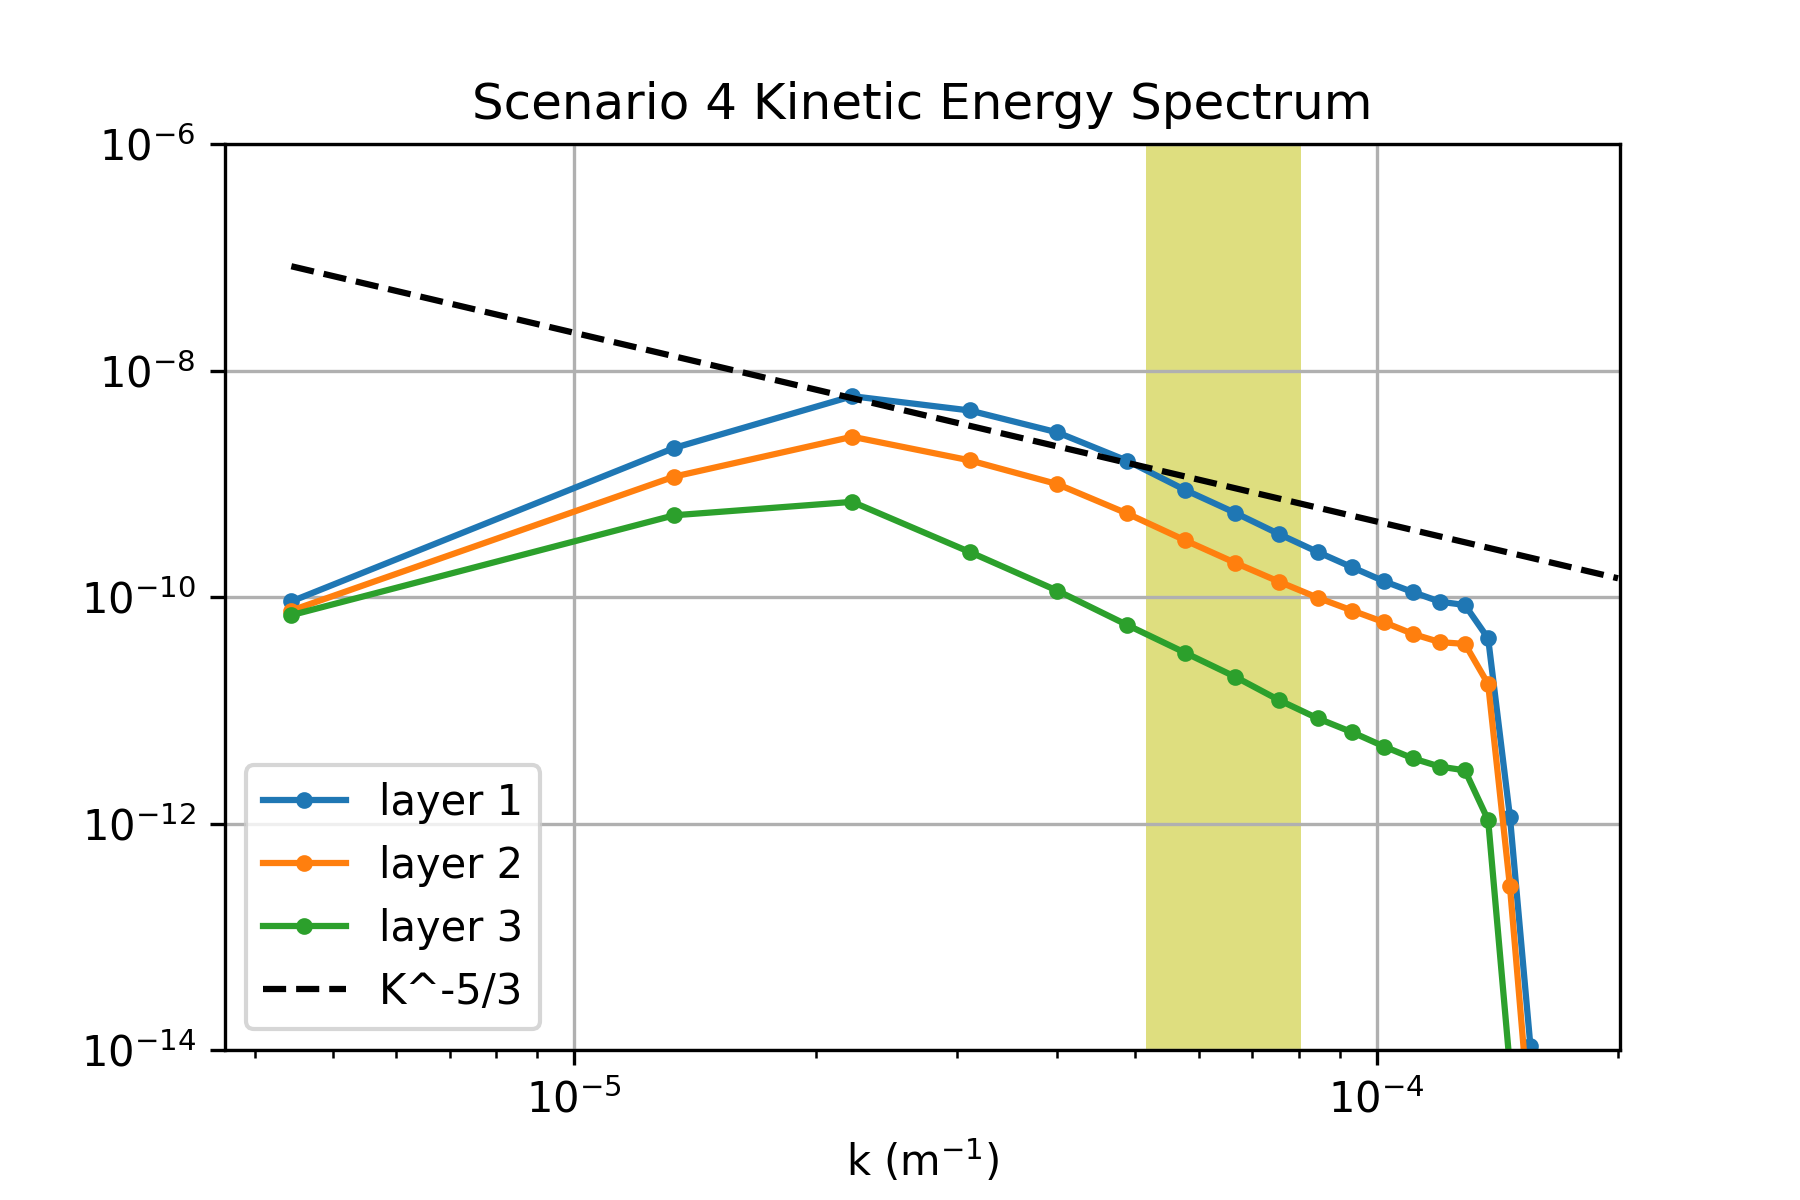 Scenario 4 Kinetic Energy Spectrum
10⁻⁶
10⁻⁸
10⁻¹⁰
10⁻¹²
10⁻¹⁴
layer 1
layer 2
layer 3
K^-5/3
10⁻⁵ 10⁻⁴
k (m⁻¹)